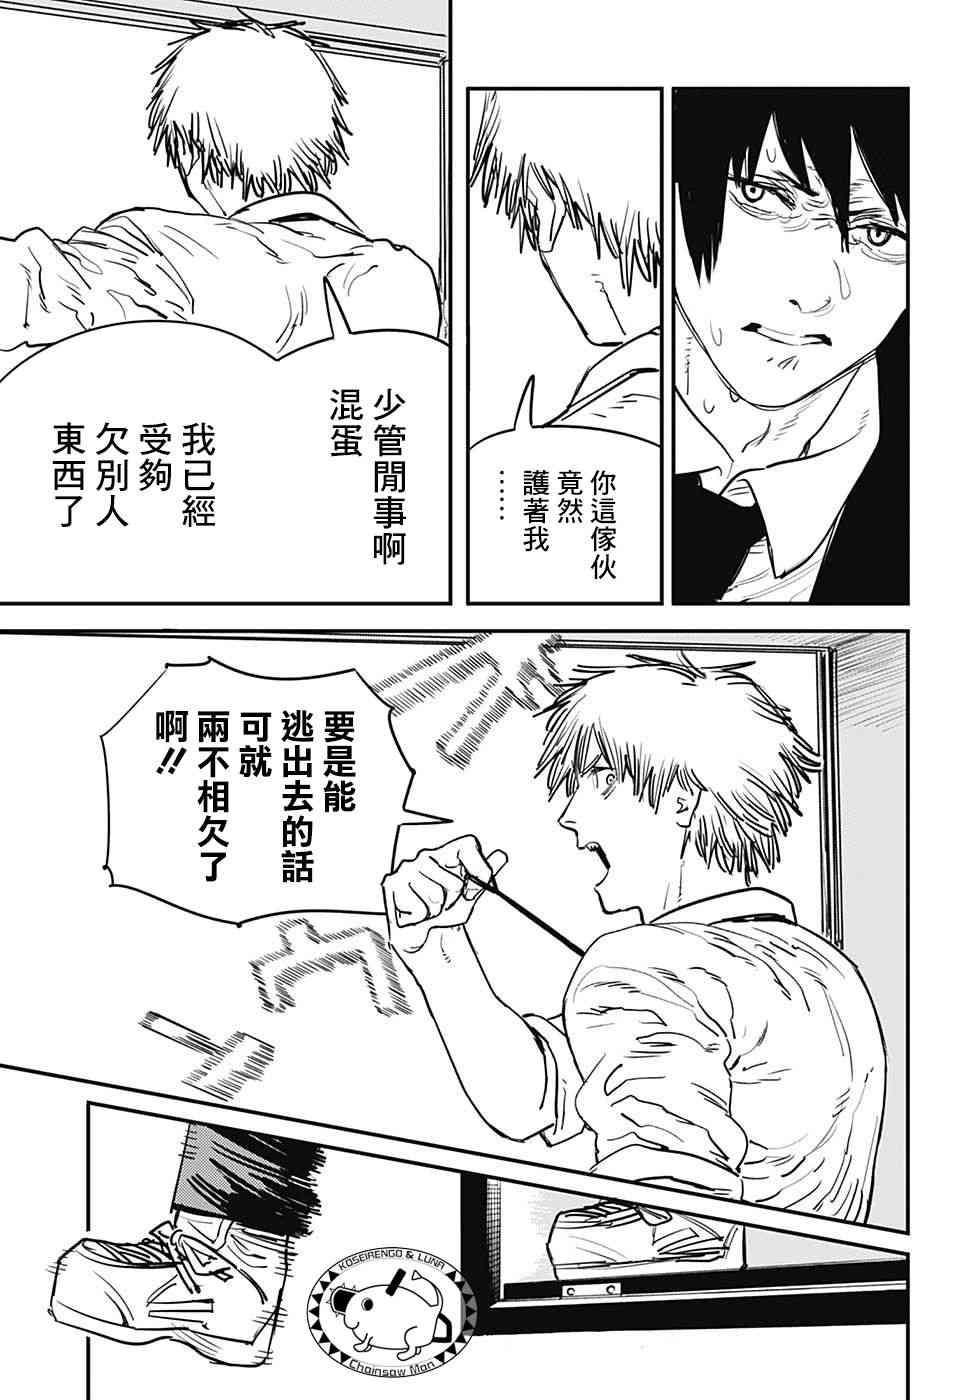 你這傢伙
竟然
護著我
……
少管閒事啊
混蛋
我已經
受夠
欠別人
東西了
要是能
逃出去的話
可就
兩不相欠了
啊!!
KOSEIRENGO & LUNA
Chainsaw Man